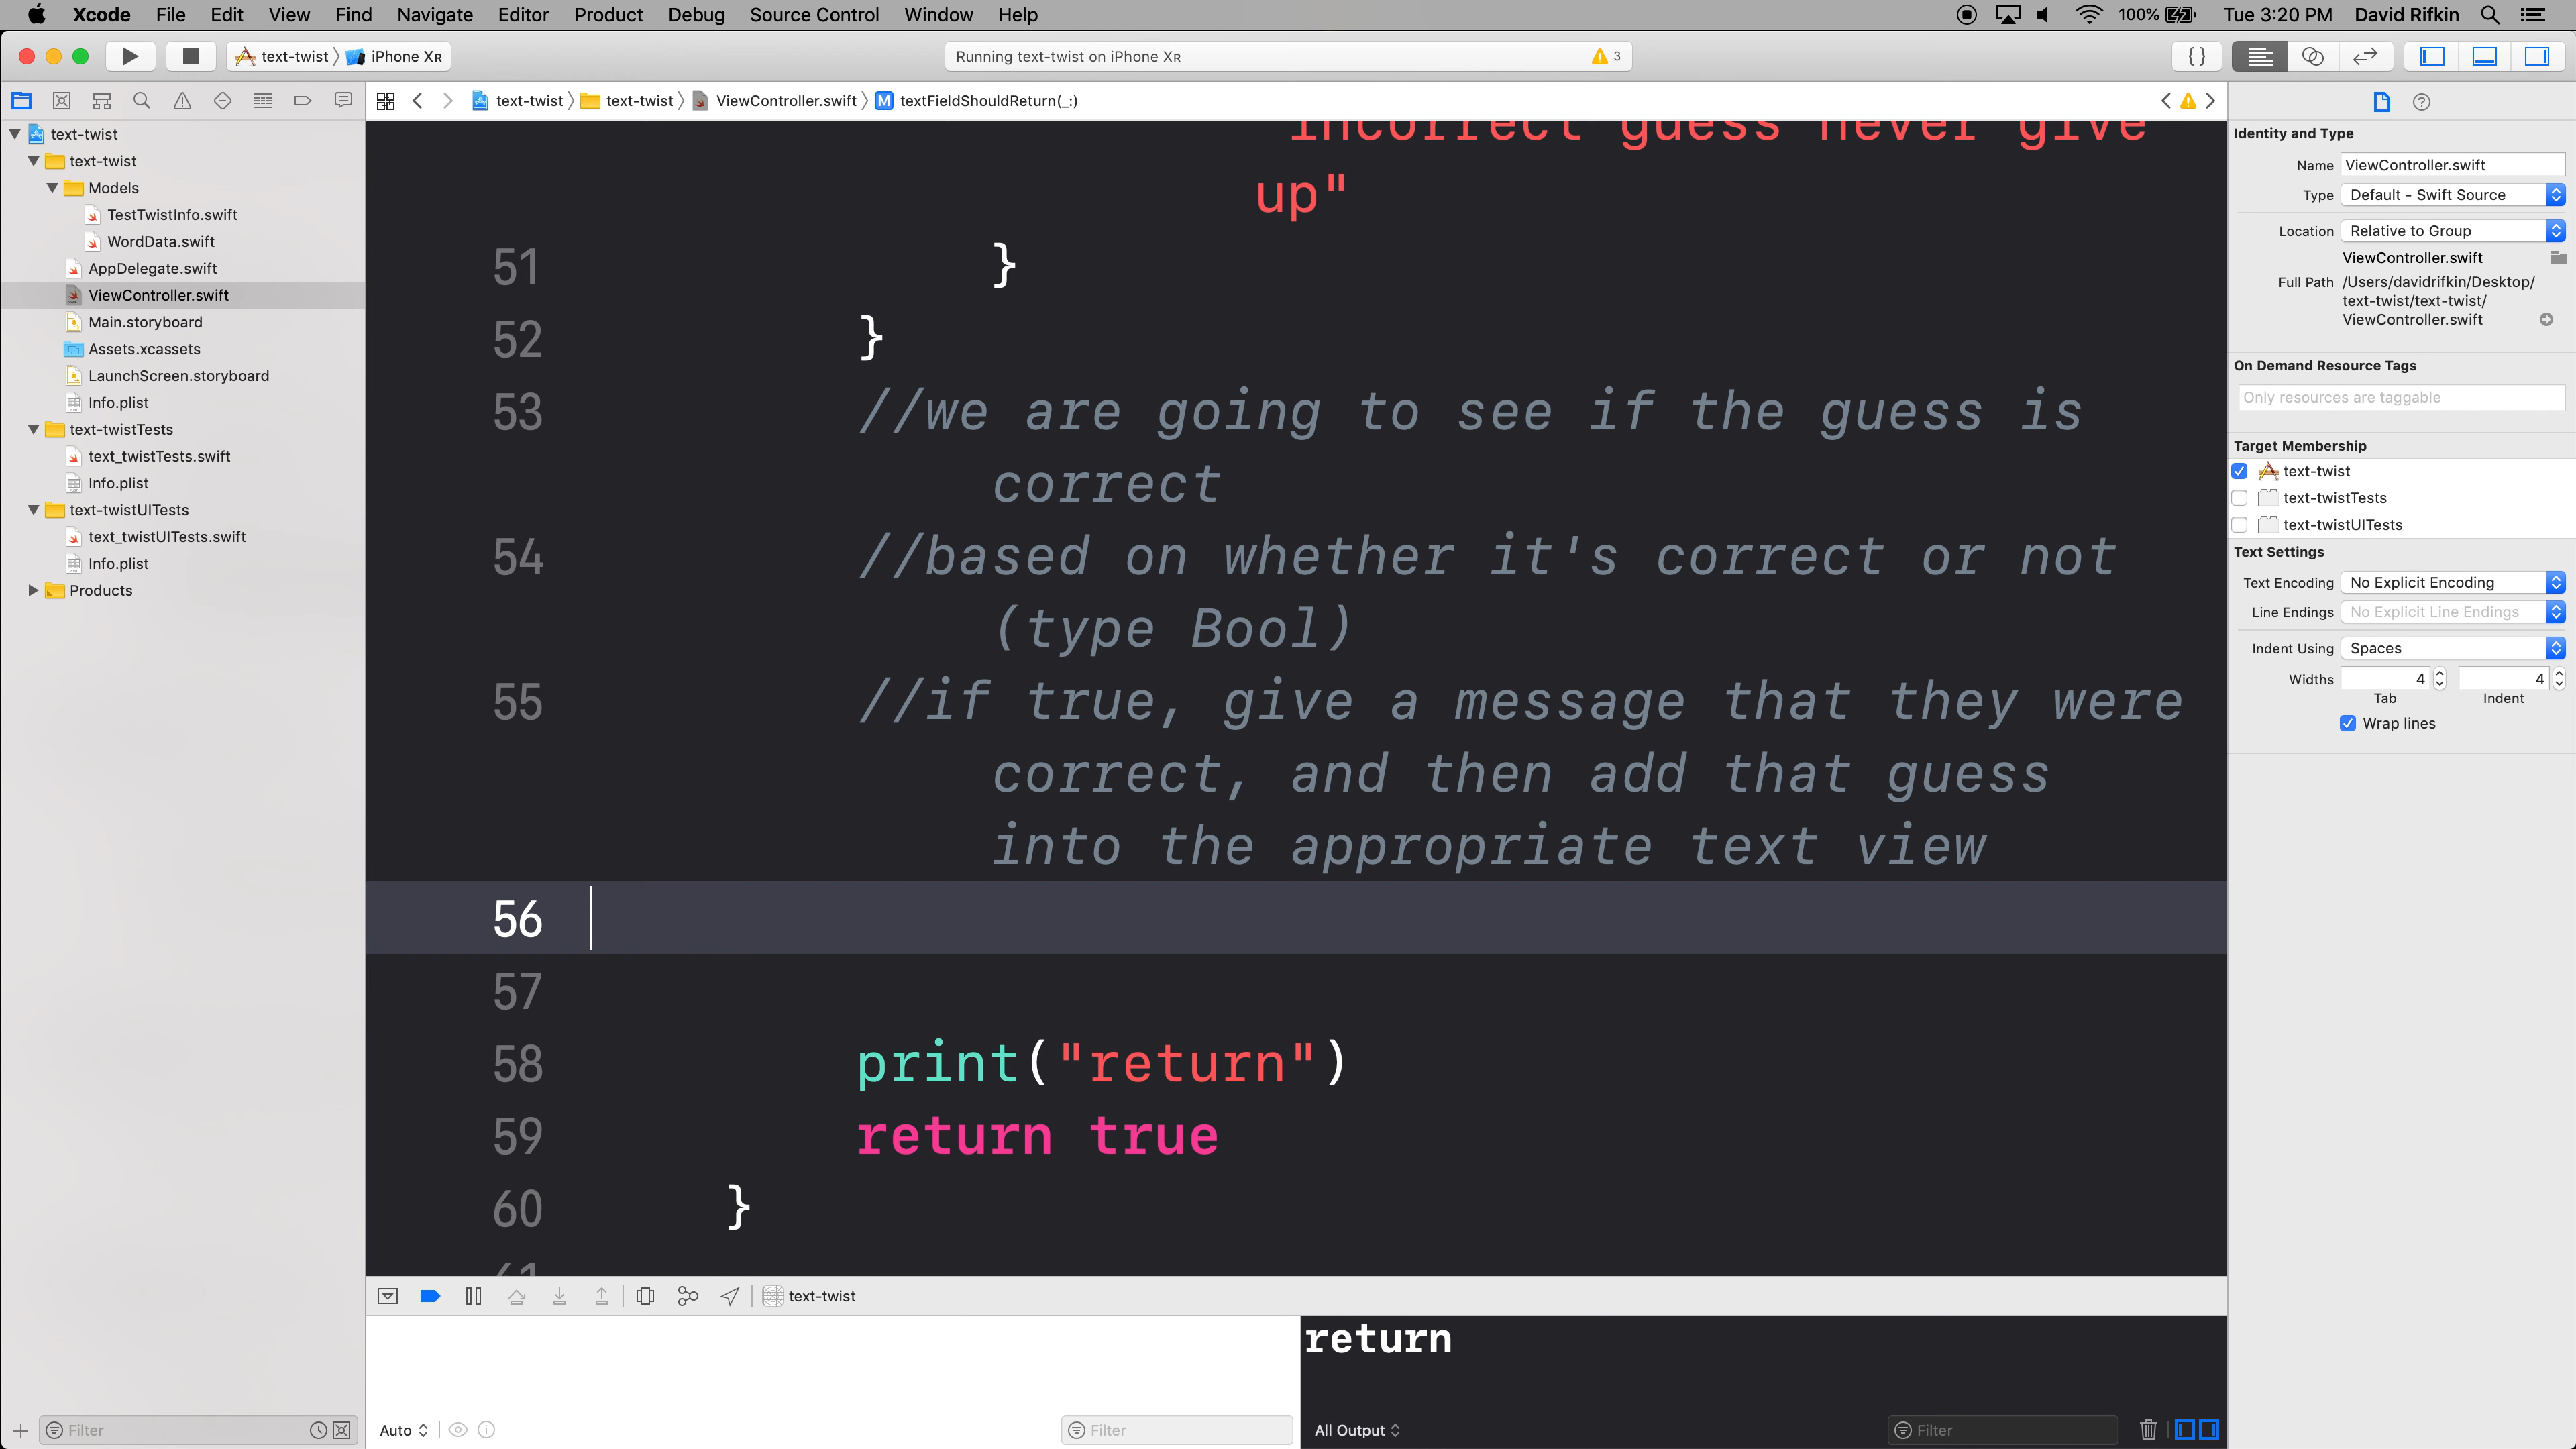 Xcode File Edit View Find Navigate Editor Product Debug Source Control Window Help 100% Tue 3:20 PM David Rifkin
text-twist iPhone XR Running text-twist on iPhone XR 3 { }
text-twist text-twist ViewController.swift M textFieldShouldReturn(_:)
text-twist
text-twist
Models
TestTwistInfo.swift
WordData.swift
AppDelegate.swift
ViewController.swift
Main.storyboard
Assets.xcassets
LaunchScreen.storyboard
Info.plist
text-twistTests
text_twistTests.swift
Info.plist
text-twistUITests
text_twistUITests.swift
Info.plist
Products
Filter
incorrect guess never give
up"
51 }
52 }
53 //we are going to see if the guess is
correct
54 //based on whether it's correct or not
(type Bool)
55 //if true, give a message that they were
correct, and then add that guess
into the appropriate text view
56
57
58 print("return")
59 return true
60 }
61
text-twist
Auto Filter
return
All Output Filter
Identity and Type
Name ViewController.swift
Type Default - Swift Source
Location Relative to Group
ViewController.swift
Full Path /Users/davidrifkin/Desktop/
text-twist/text-twist/
ViewController.swift
On Demand Resource Tags
Only resources are taggable
Target Membership
text-twist
text-twistTests
text-twistUITests
Text Settings
Text Encoding No Explicit Encoding
Line Endings No Explicit Line Endings
Indent Using Spaces
Widths 4 4
Tab Indent
Wrap lines